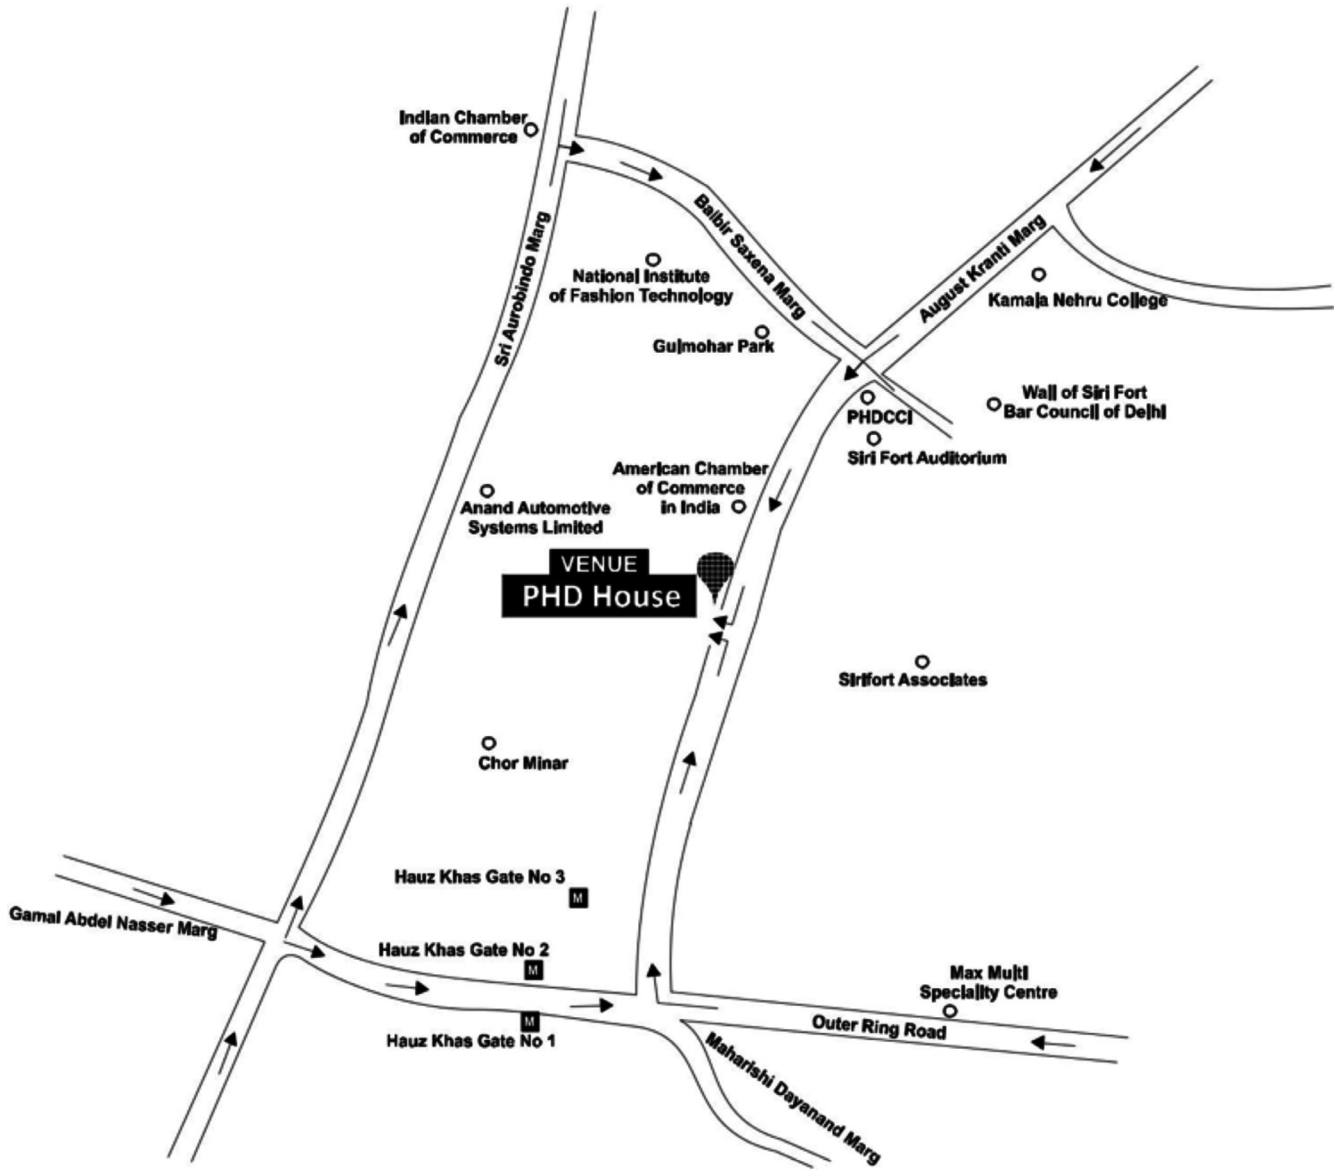 Indian Chamber
of Commerce
Sri Aurobindo Marg
Balbir Saxena Marg
August Kranti Marg
National Institute
of Fashion Technology
Gulmohar Park
Kamala Nehru College
Wall of Siri Fort
Bar Council of Delhi
PHDCCI
Siri Fort Auditorium
American Chamber
of Commerce
in India
Anand Automotive
Systems Limited
VENUE
PHD House
Sirifort Associates
Chor Minar
Hauz Khas Gate No 3
M
Gamal Abdel Nasser Marg
Hauz Khas Gate No 2
M
M
Hauz Khas Gate No 1
Max Multi
Speciality Centre
Outer Ring Road
Maharishi Dayanand Marg